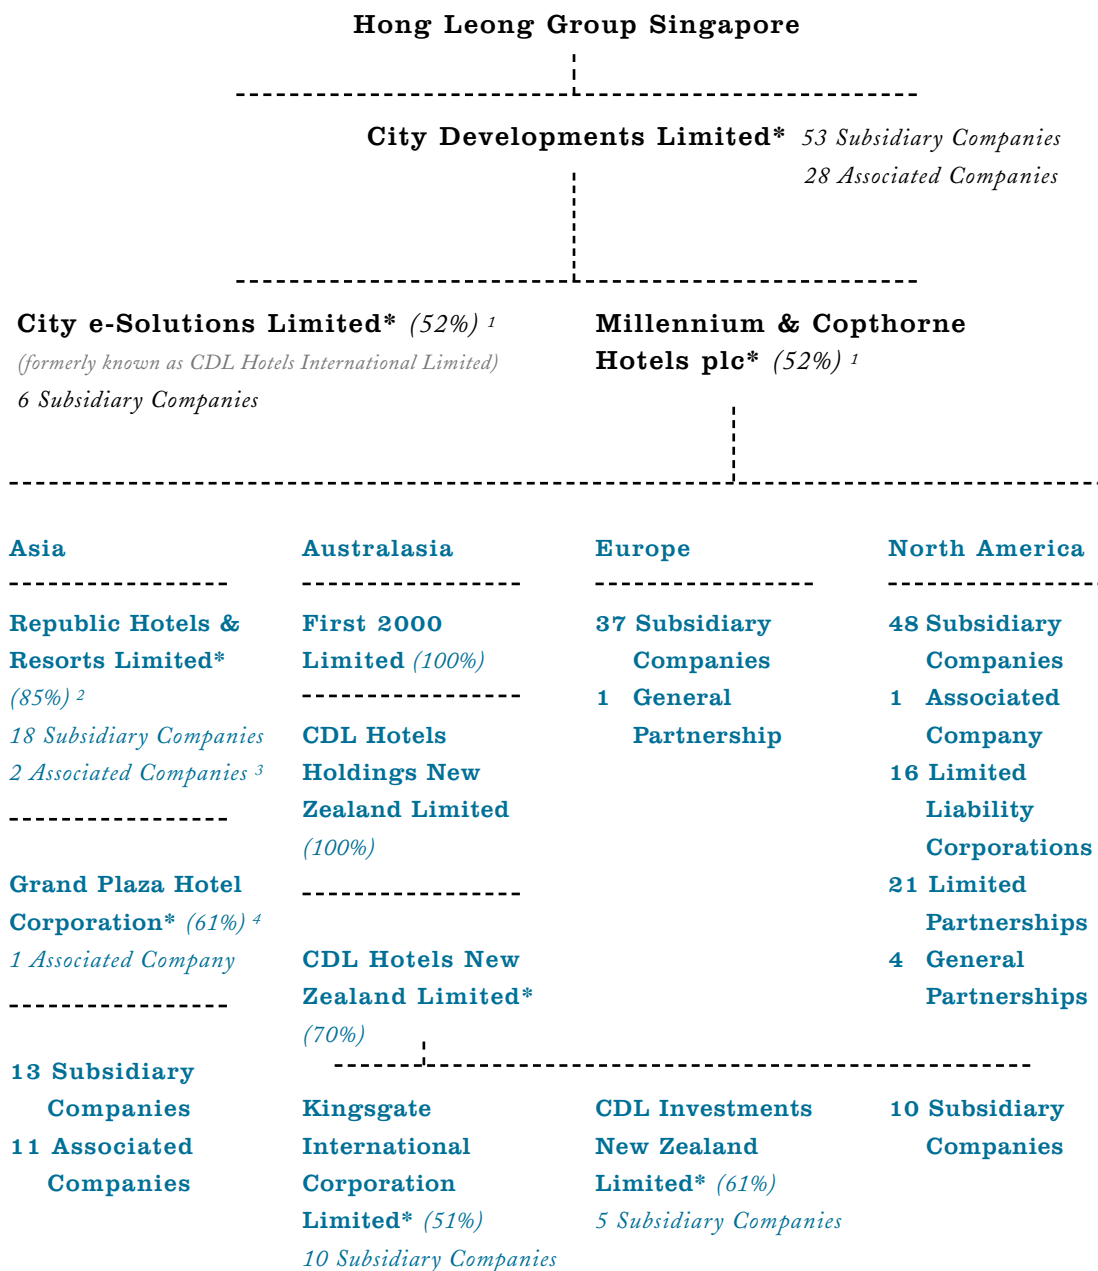 Hong Leong Group Singapore
City Developments Limited* 53 Subsidiary Companies
28 Associated Companies
City e-Solutions Limited* (52%) 1
(formerly known as CDL Hotels International Limited)
6 Subsidiary Companies
Millennium & Copthorne
Hotels plc* (52%) 1
Asia
Republic Hotels &
Resorts Limited*
(85%) 2
18 Subsidiary Companies
2 Associated Companies 3
Grand Plaza Hotel
Corporation* (61%) 4
1 Associated Company
13 Subsidiary
Companies
11 Associated
Companies
Australasia
First 2000
Limited (100%)
CDL Hotels
Holdings New
Zealand Limited
(100%)
CDL Hotels New
Zealand Limited*
(70%)
Kingsgate
International
Corporation
Limited* (51%)
10 Subsidiary Companies
CDL Investments
New Zealand
Limited* (61%)
5 Subsidiary Companies
10 Subsidiary
Companies
Europe
37 Subsidiary
Companies
1 General
Partnership
North America
48 Subsidiary
Companies
1 Associated
Company
16 Limited
Liability
Corporations
21 Limited
Partnerships
4 General
Partnerships